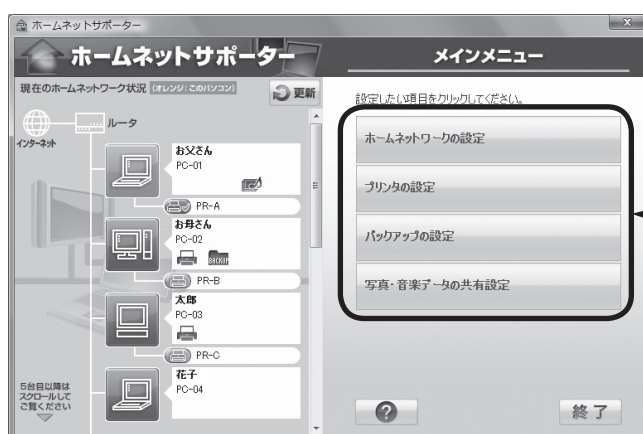 ホームネットサポーター
ホームネットサポーター
メインメニュー
現在のホームネットワーク状況 (オレンジ:このパソコン)
更新
インターネット
ルータ
お父さん
PC-01
PR-A
お母さん
PC-02
BACKUP
PR-B
太郎
PC-03
PR-C
花子
PC-04
5台目以降は
スクロールして
ご覧ください
設定したい項目をクリックしてください。
ホームネットワークの設定
プリンタの設定
バックアップの設定
写真・音楽データの共有設定
?
終了